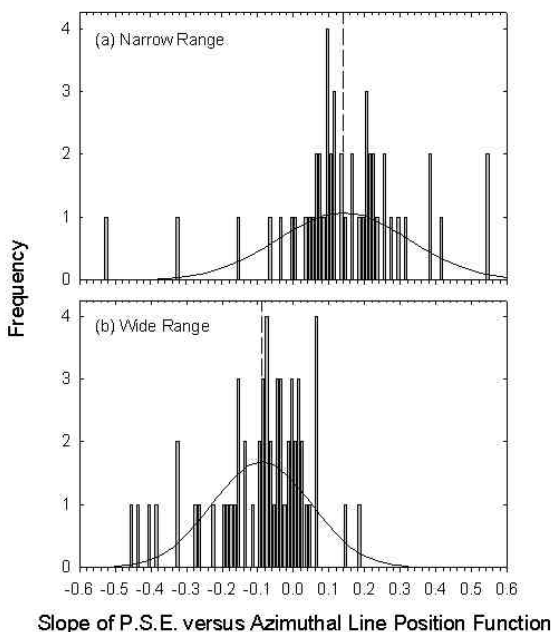 4
(a) Narrow Range
3
2
1
0
Frequency
4
(b) Wide Range
3
2
1
0
-0.6 -0.5 -0.4 -0.3 -0.2 -0.1 0.0 0.1 0.2 0.3 0.4 0.5 0.6
Slope of P.S.E. versus Azimuthal Line Position Function